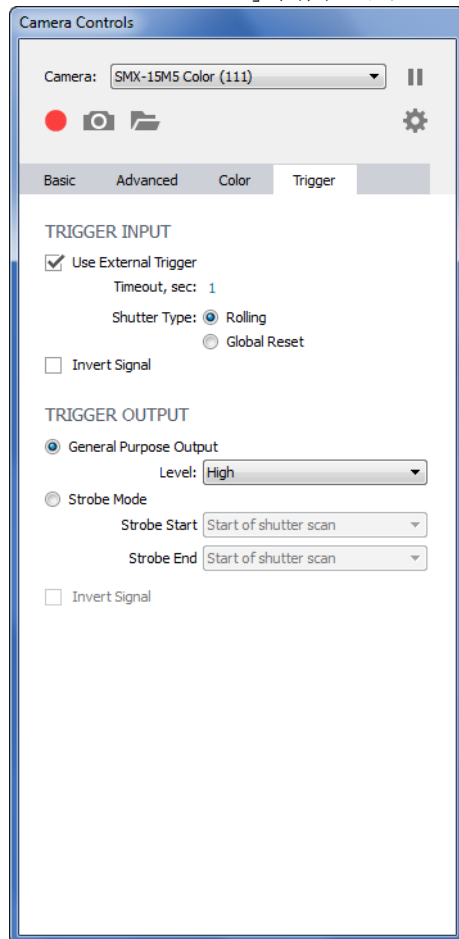 Camera Controls
Camera: SMX-15M5 Color (111)
Basic Advanced Color Trigger
TRIGGER INPUT
Use External Trigger
Timeout, sec: 1
Shutter Type: Rolling
Global Reset
Invert Signal
TRIGGER OUTPUT
General Purpose Output
Level: High
Strobe Mode
Strobe Start Start of shutter scan
Strobe End Start of shutter scan
Invert Signal